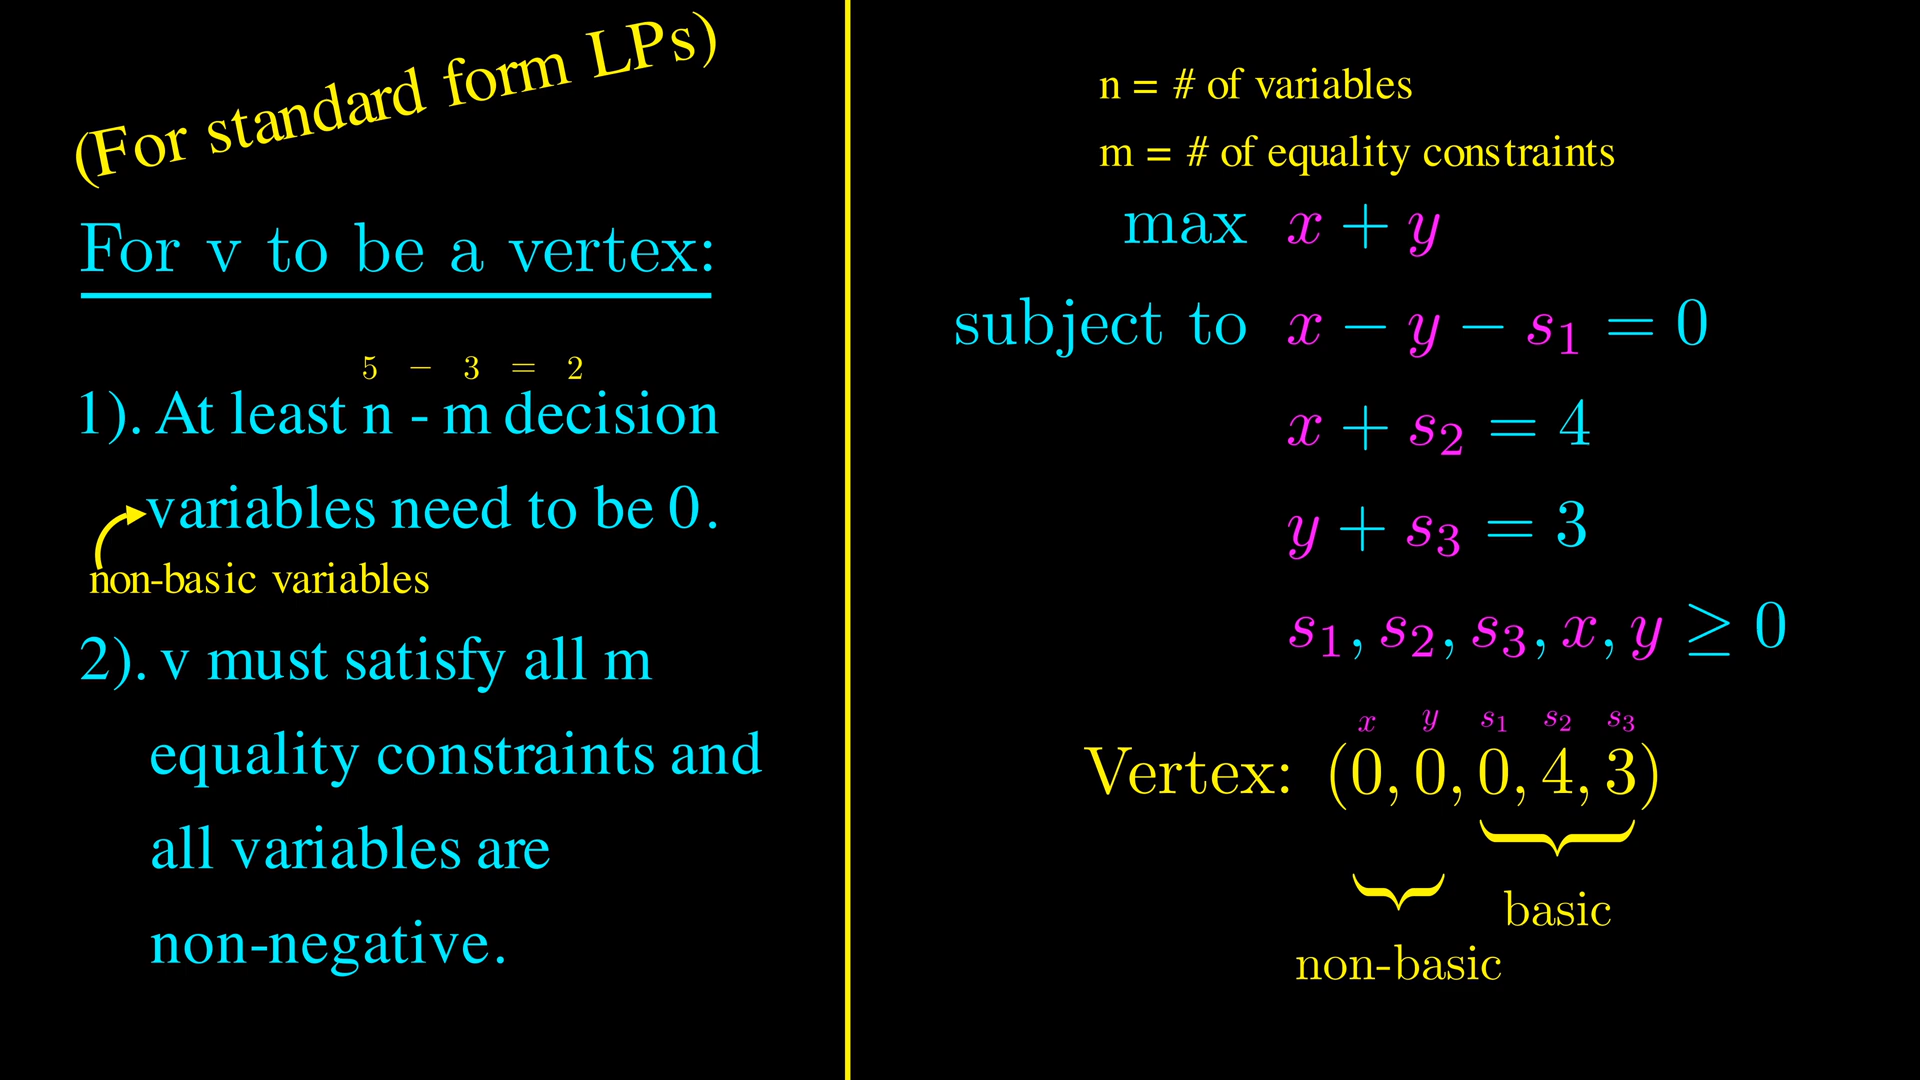 (For standard form LPs)
For v to be a vertex:
5 − 3 = 2
1). At least n - m decision
variables need to be 0.
non-basic variables
2). v must satisfy all m
equality constraints and
all variables are
non-negative.
n = # of variables
m = # of equality constraints
max x + y
subject to x − y − s₁ = 0
x + s₂ = 4
y + s₃ = 3
s₁, s₂, s₃, x, y ≥ 0
x y s₁ s₂ s₃
Vertex: (0, 0, 0, 4, 3)
basic
non-basic